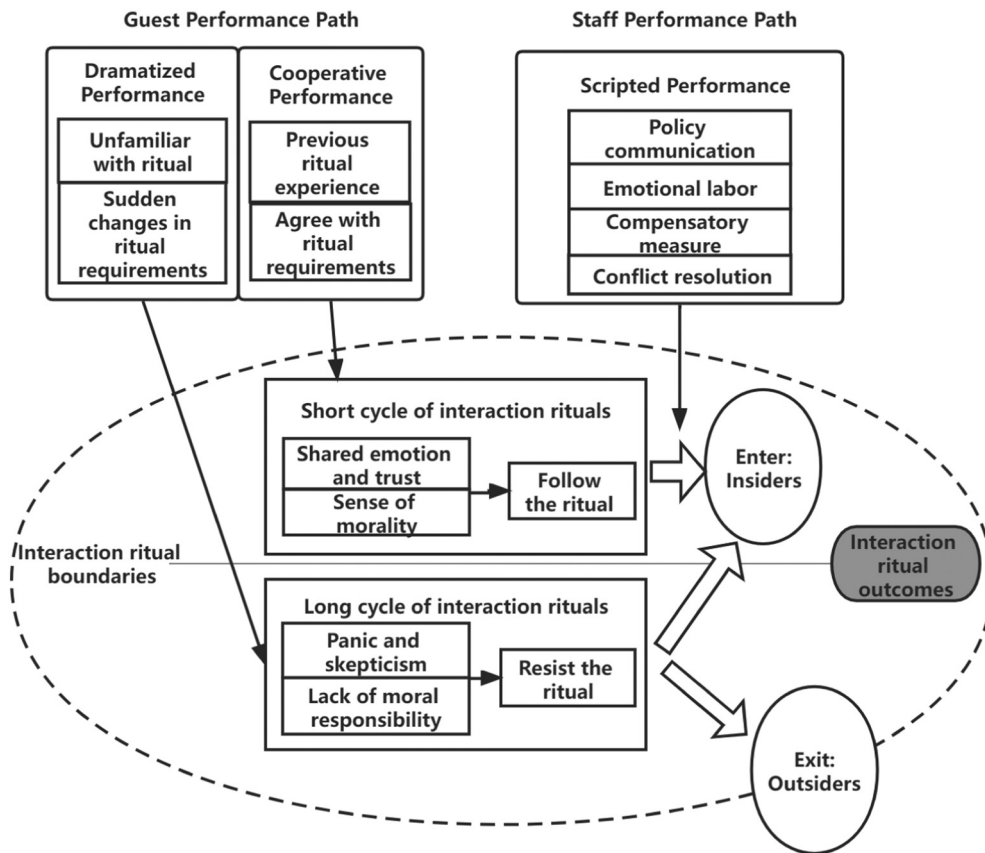 Guest Performance Path
Staff Performance Path
Dramatized
Performance
Unfamiliar
with ritual
Sudden
changes in
ritual
requirements
Cooperative
Performance
Previous
ritual
experience
Agree with
ritual
requirements
Scripted Performance
Policy
communication
Emotional labor
Compensatory
measure
Conflict resolution
Short cycle of interaction rituals
Shared emotion
and trust
Sense of
morality
Follow
the ritual
Enter:
Insiders
Interaction ritual
boundaries
Interaction
ritual
outcomes
Long cycle of interaction rituals
Panic and
skepticism
Lack of moral
responsibility
Resist the
ritual
Exit:
Outsiders